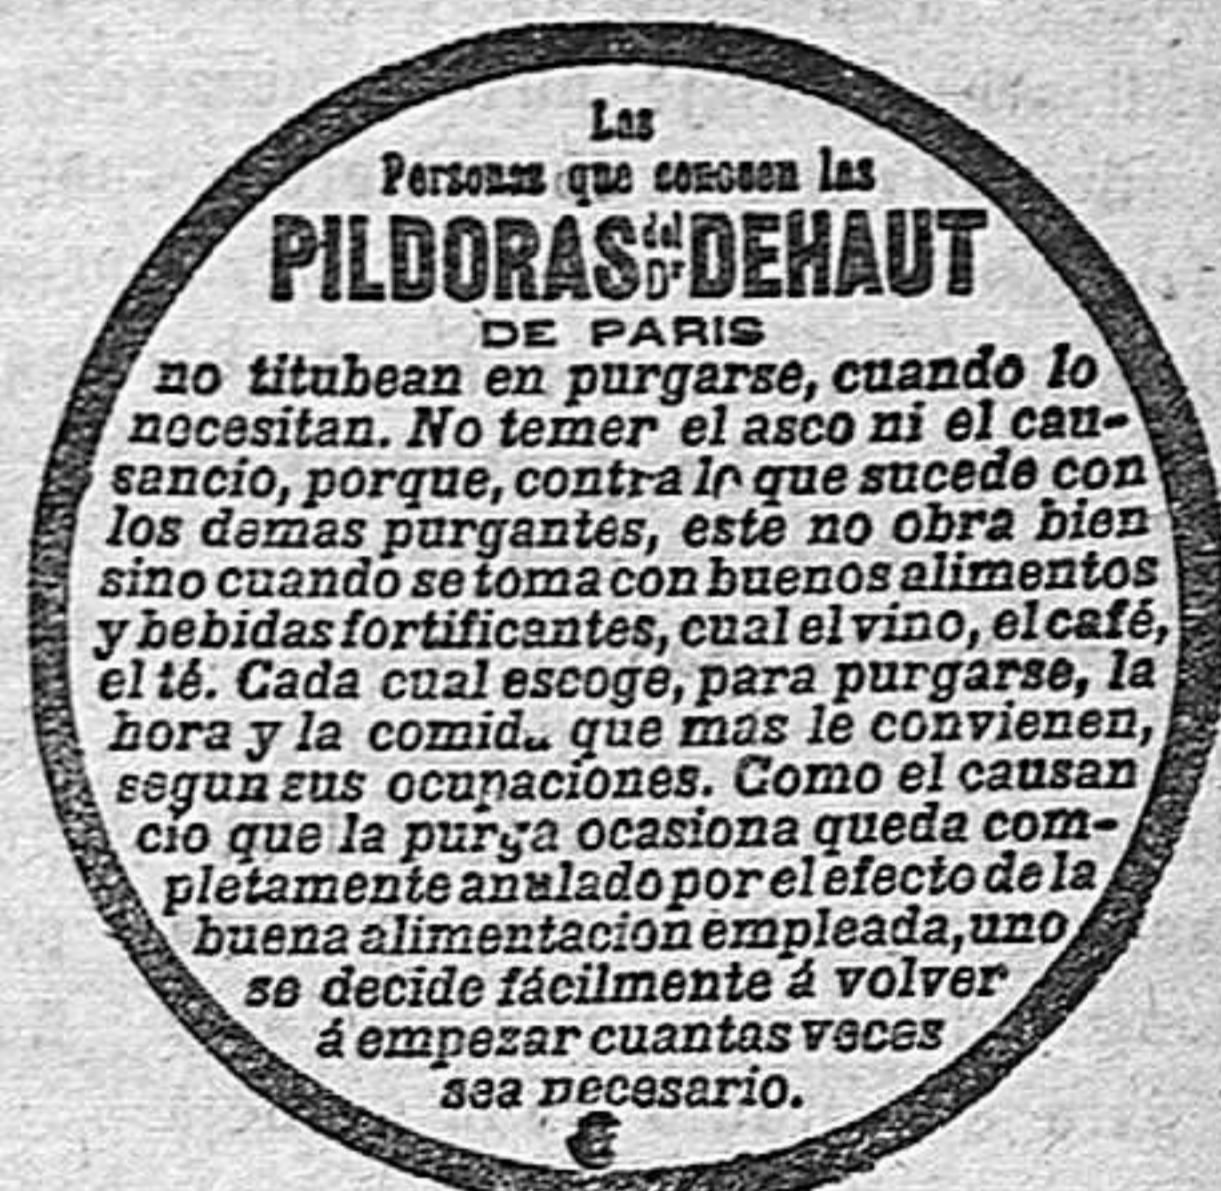 Las
Personas que conocen las
PILDORAS del Dr DEHAUT
DE PARIS
no titubean en purgarse, cuando lo
necesitan. No temer el asco ni el cau-
sancio, porque, contra lo que sucede con
los demas purgantes, este no obra bien
sino cuando se toma con buenos alimentos
y bebidas fortificantes, cual el vino, el café,
el té. Cada cual escoge, para purgarse, la
hora y la comida que mas le convienen,
segun sus ocupaciones. Como el causan
cio que la purga ocasiona queda com-
pletamente anulado por el efecto de la
buena alimentacion empleada, uno
se decide fácilmente á volver
á empezar cuantas veces
sea necesario.